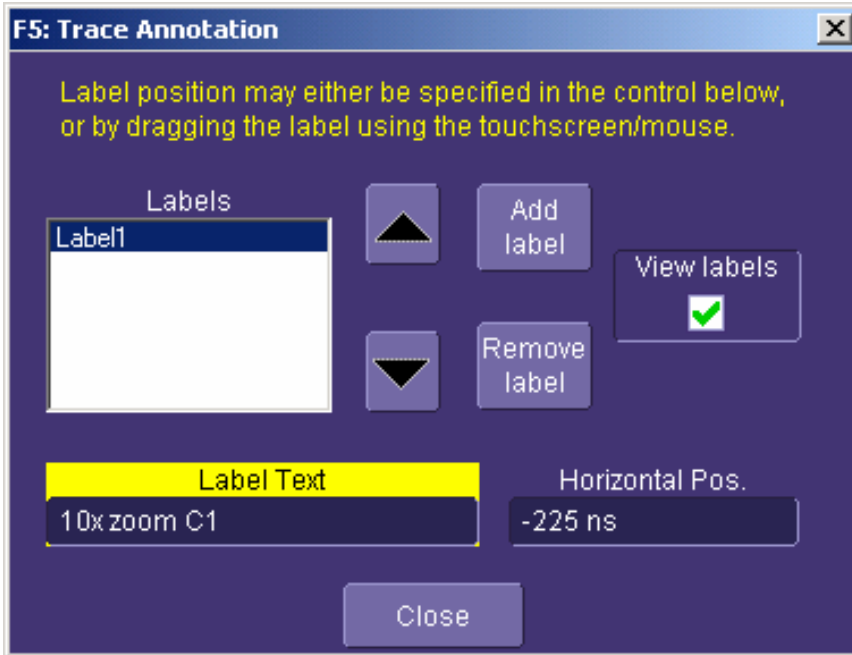 F5: Trace Annotation
Label position may either be specified in the control below,
or by dragging the label using the touchscreen/mouse.
Labels
Label1
Add
label
View labels
Remove
label
Label Text
Horizontal Pos.
10x zoom C1
-225 ns
Close